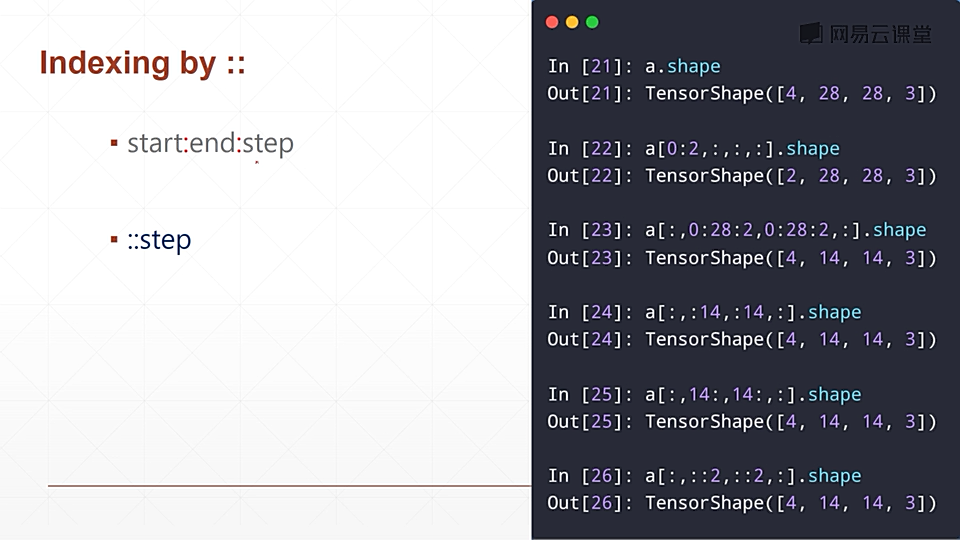 Indexing by ::
start:end:step
::step
网易云课堂
In [21]: a.shape
Out[21]: TensorShape([4, 28, 28, 3])
In [22]: a[0:2,:,:,:].shape
Out[22]: TensorShape([2, 28, 28, 3])
In [23]: a[:,0:28:2,0:28:2,:].shape
Out[23]: TensorShape([4, 14, 14, 3])
In [24]: a[:,:14,:14,:].shape
Out[24]: TensorShape([4, 14, 14, 3])
In [25]: a[:,14:,14:,:].shape
Out[25]: TensorShape([4, 14, 14, 3])
In [26]: a[:,::2,::2,:].shape
Out[26]: TensorShape([4, 14, 14, 3])